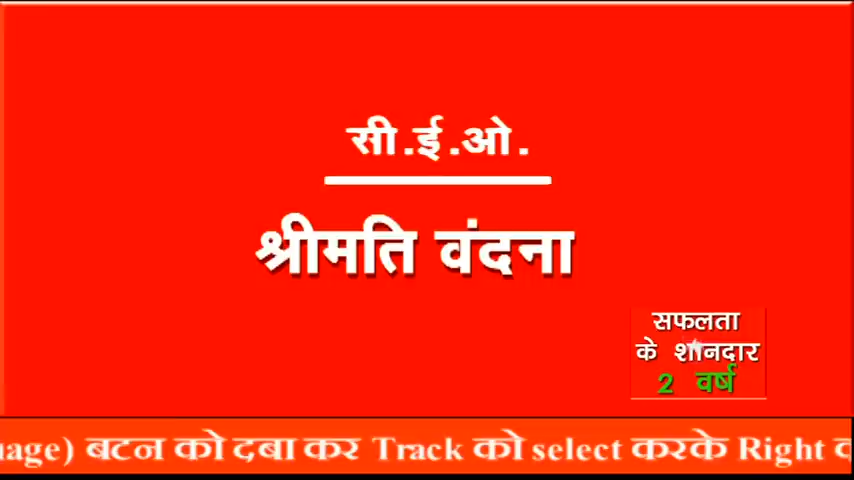 सी.ई.ओ.
श्रीमति वंदना
सफलता
के शानदार
2 वर्ष
uage) बटन को दबा कर Track को select करके Right